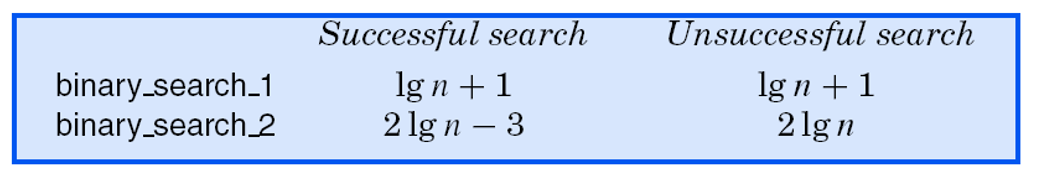 Successful search Unsuccessful search
binary_search_1 lg n + 1 lg n + 1
binary_search_2 2 lg n − 3 2 lg n